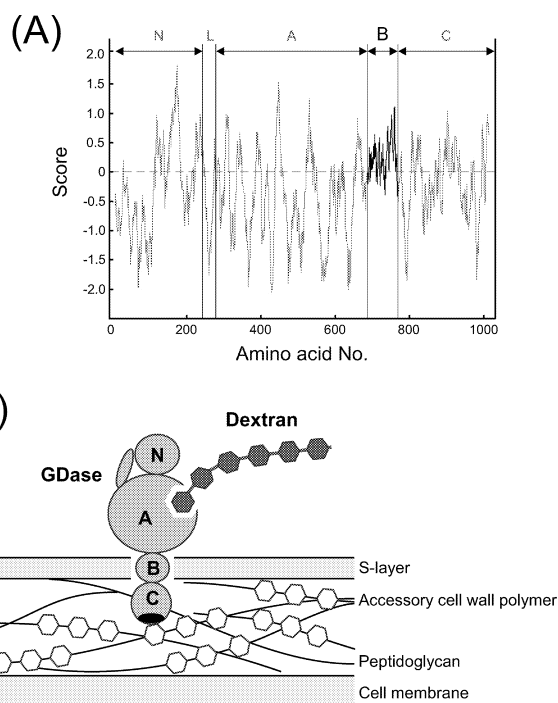 (A)
N L A B C
2.0
1.5
1.0
0.5
0
-0.5
-1.0
-1.5
-2.0
Score
0 200 400 600 800 1000
Amino acid No.
)
Dextran
GDase
N
A
B
C
S-layer
Accessory cell wall polymer
Peptidoglycan
Cell membrane